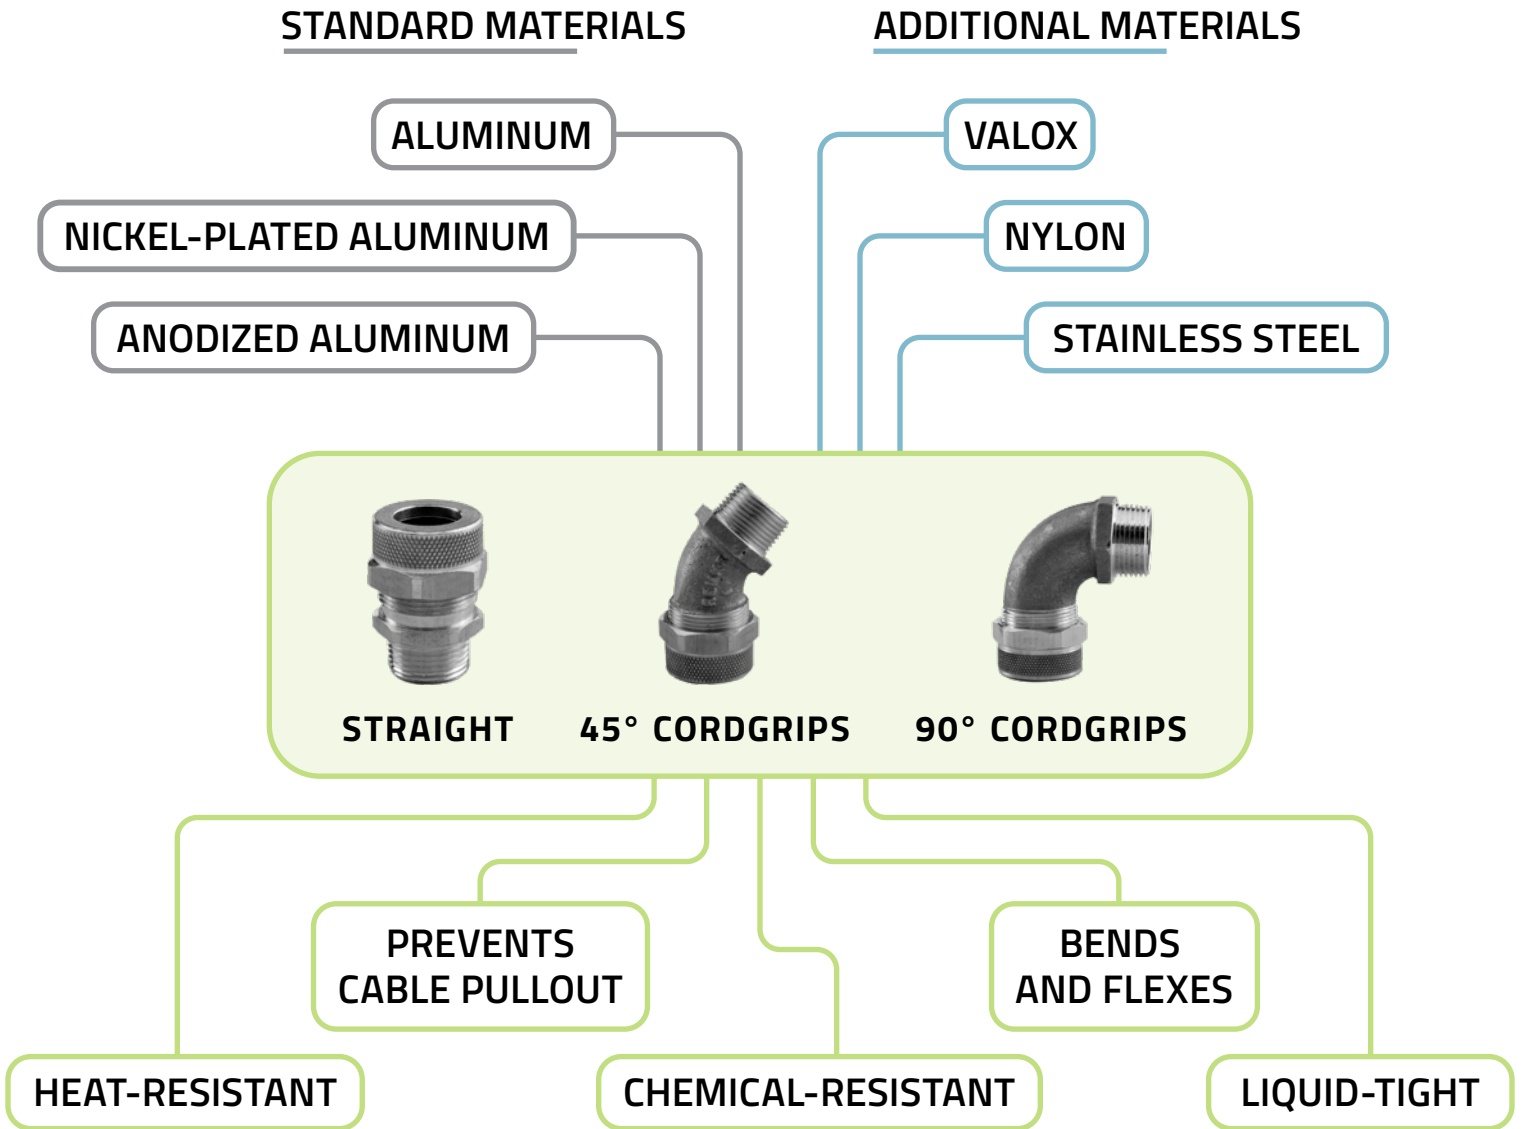 STANDARD MATERIALS
ADDITIONAL MATERIALS
ALUMINUM
VALOX
NICKEL-PLATED ALUMINUM
NYLON
ANODIZED ALUMINUM
STAINLESS STEEL
STRAIGHT
45° CORDGRIPS
90° CORDGRIPS
PREVENTS
CABLE PULLOUT
BENDS
AND FLEXES
HEAT-RESISTANT
CHEMICAL-RESISTANT
LIQUID-TIGHT